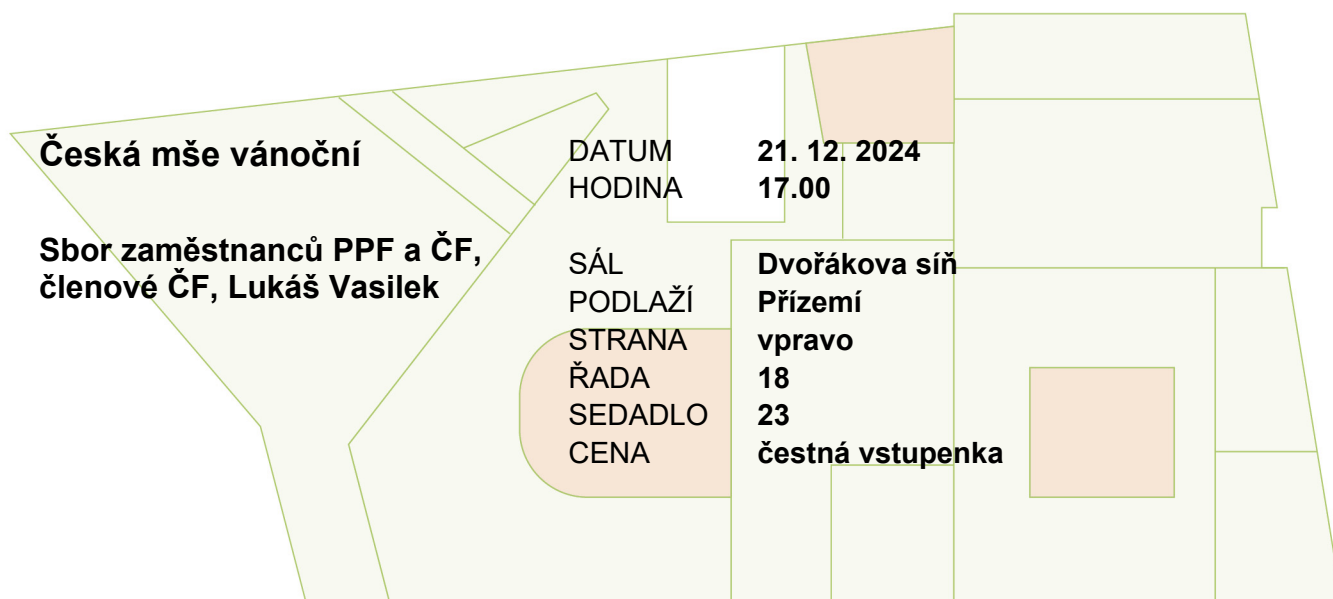 Česká mše vánoční
Sbor zaměstnanců PPF a ČF,
členové ČF, Lukáš Vasilek
DATUM 21. 12. 2024
HODINA 17.00
SÁL Dvořákova síň
PODLAŽÍ Přízemí
STRANA vpravo
ŘADA 18
SEDADLO 23
CENA čestná vstupenka